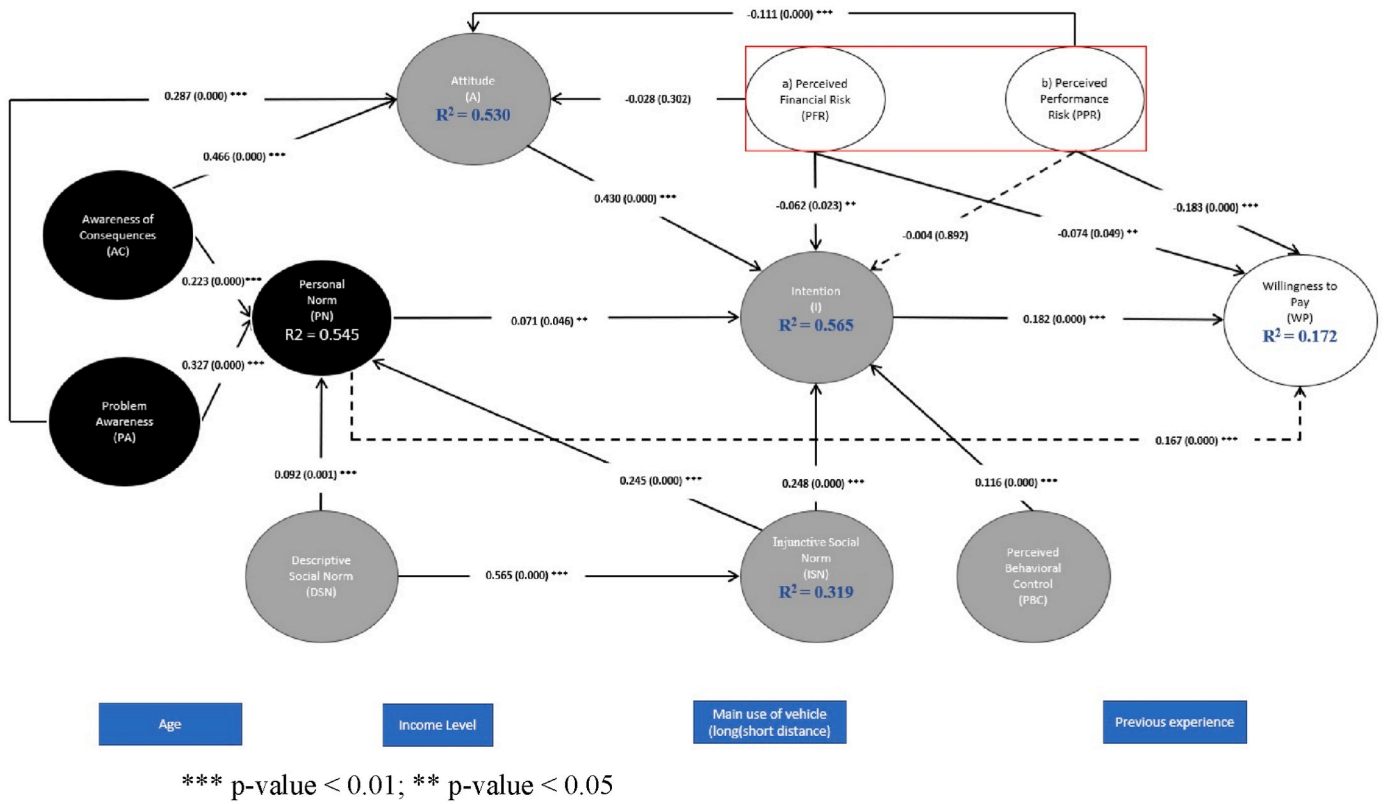 -0.111 (0.000) ***
Attitude
(A)
R² = 0.530
a) Perceived
Financial Risk
(PFR)
b) Perceived
Performance
Risk (PPR)
0.287 (0.000) ***
-0.028 (0.302)
0.466 (0.000) ***
Awareness of
Consequences
(AC)
0.430 (0.000) ***
-0.062 (0.023) **
-0.183 (0.000) ***
-0.004 (0.892)
-0.074 (0.049) **
0.223 (0.000)***
Personal
Norm
(PN)
R2 = 0.545
0.071 (0.046) **
Intention
(I)
R² = 0.565
0.182 (0.000) ***
Willingness to
Pay
(WP)
R² = 0.172
0.327 (0.000) ***
Problem
Awareness
(PA)
0.167 (0.000) ***
0.092 (0.001) ***
0.245 (0.000) ***
0.248 (0.000) ***
0.116 (0.000) ***
Descriptive
Social Norm
(DSN)
0.565 (0.000) ***
Injunctive Social
Norm
(ISN)
R² = 0.319
Perceived
Behavioral
Control
(PBC)
Age
Income Level
Main use of vehicle
(long(short distance)
Previous experience
*** p-value < 0.01; ** p-value < 0.05